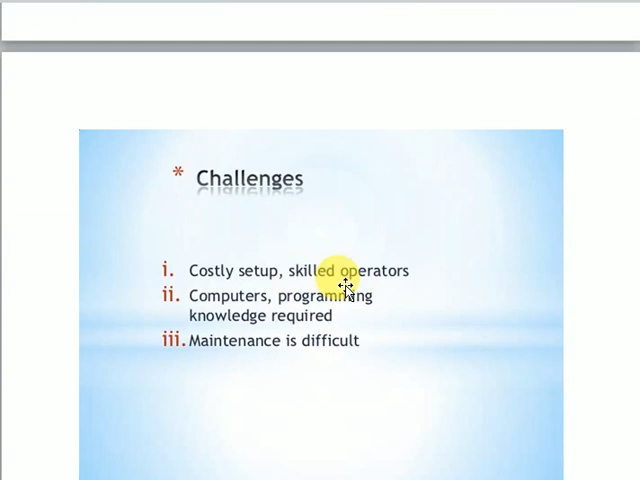 * Challenges
i. Costly setup, skilled operators
ii. Computers, programming
knowledge required
iii. Maintenance is difficult